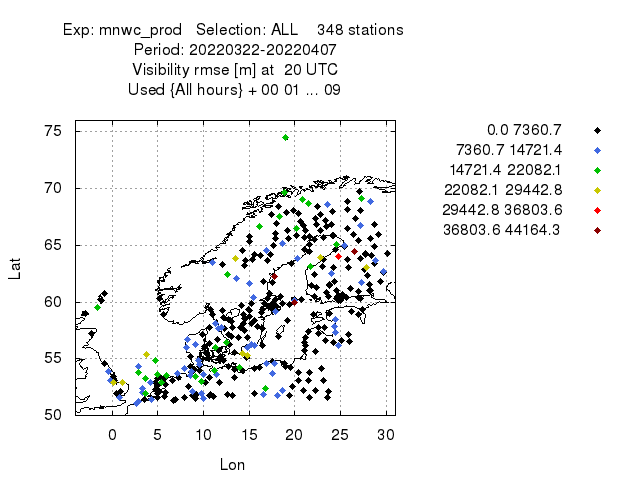 Exp: mnwc_prod   Selection: ALL    348 stations
Period: 20220322-20220407
Visibility rmse [m] at  20 UTC
Used {All hours} + 00 01 ... 09
0.0 7360.7
7360.7 14721.4
14721.4 22082.1
22082.1 29442.8
29442.8 36803.6
36803.6 44164.3
75
70
65
60
55
50
Lat
0 5 10 15 20 25 30
Lon